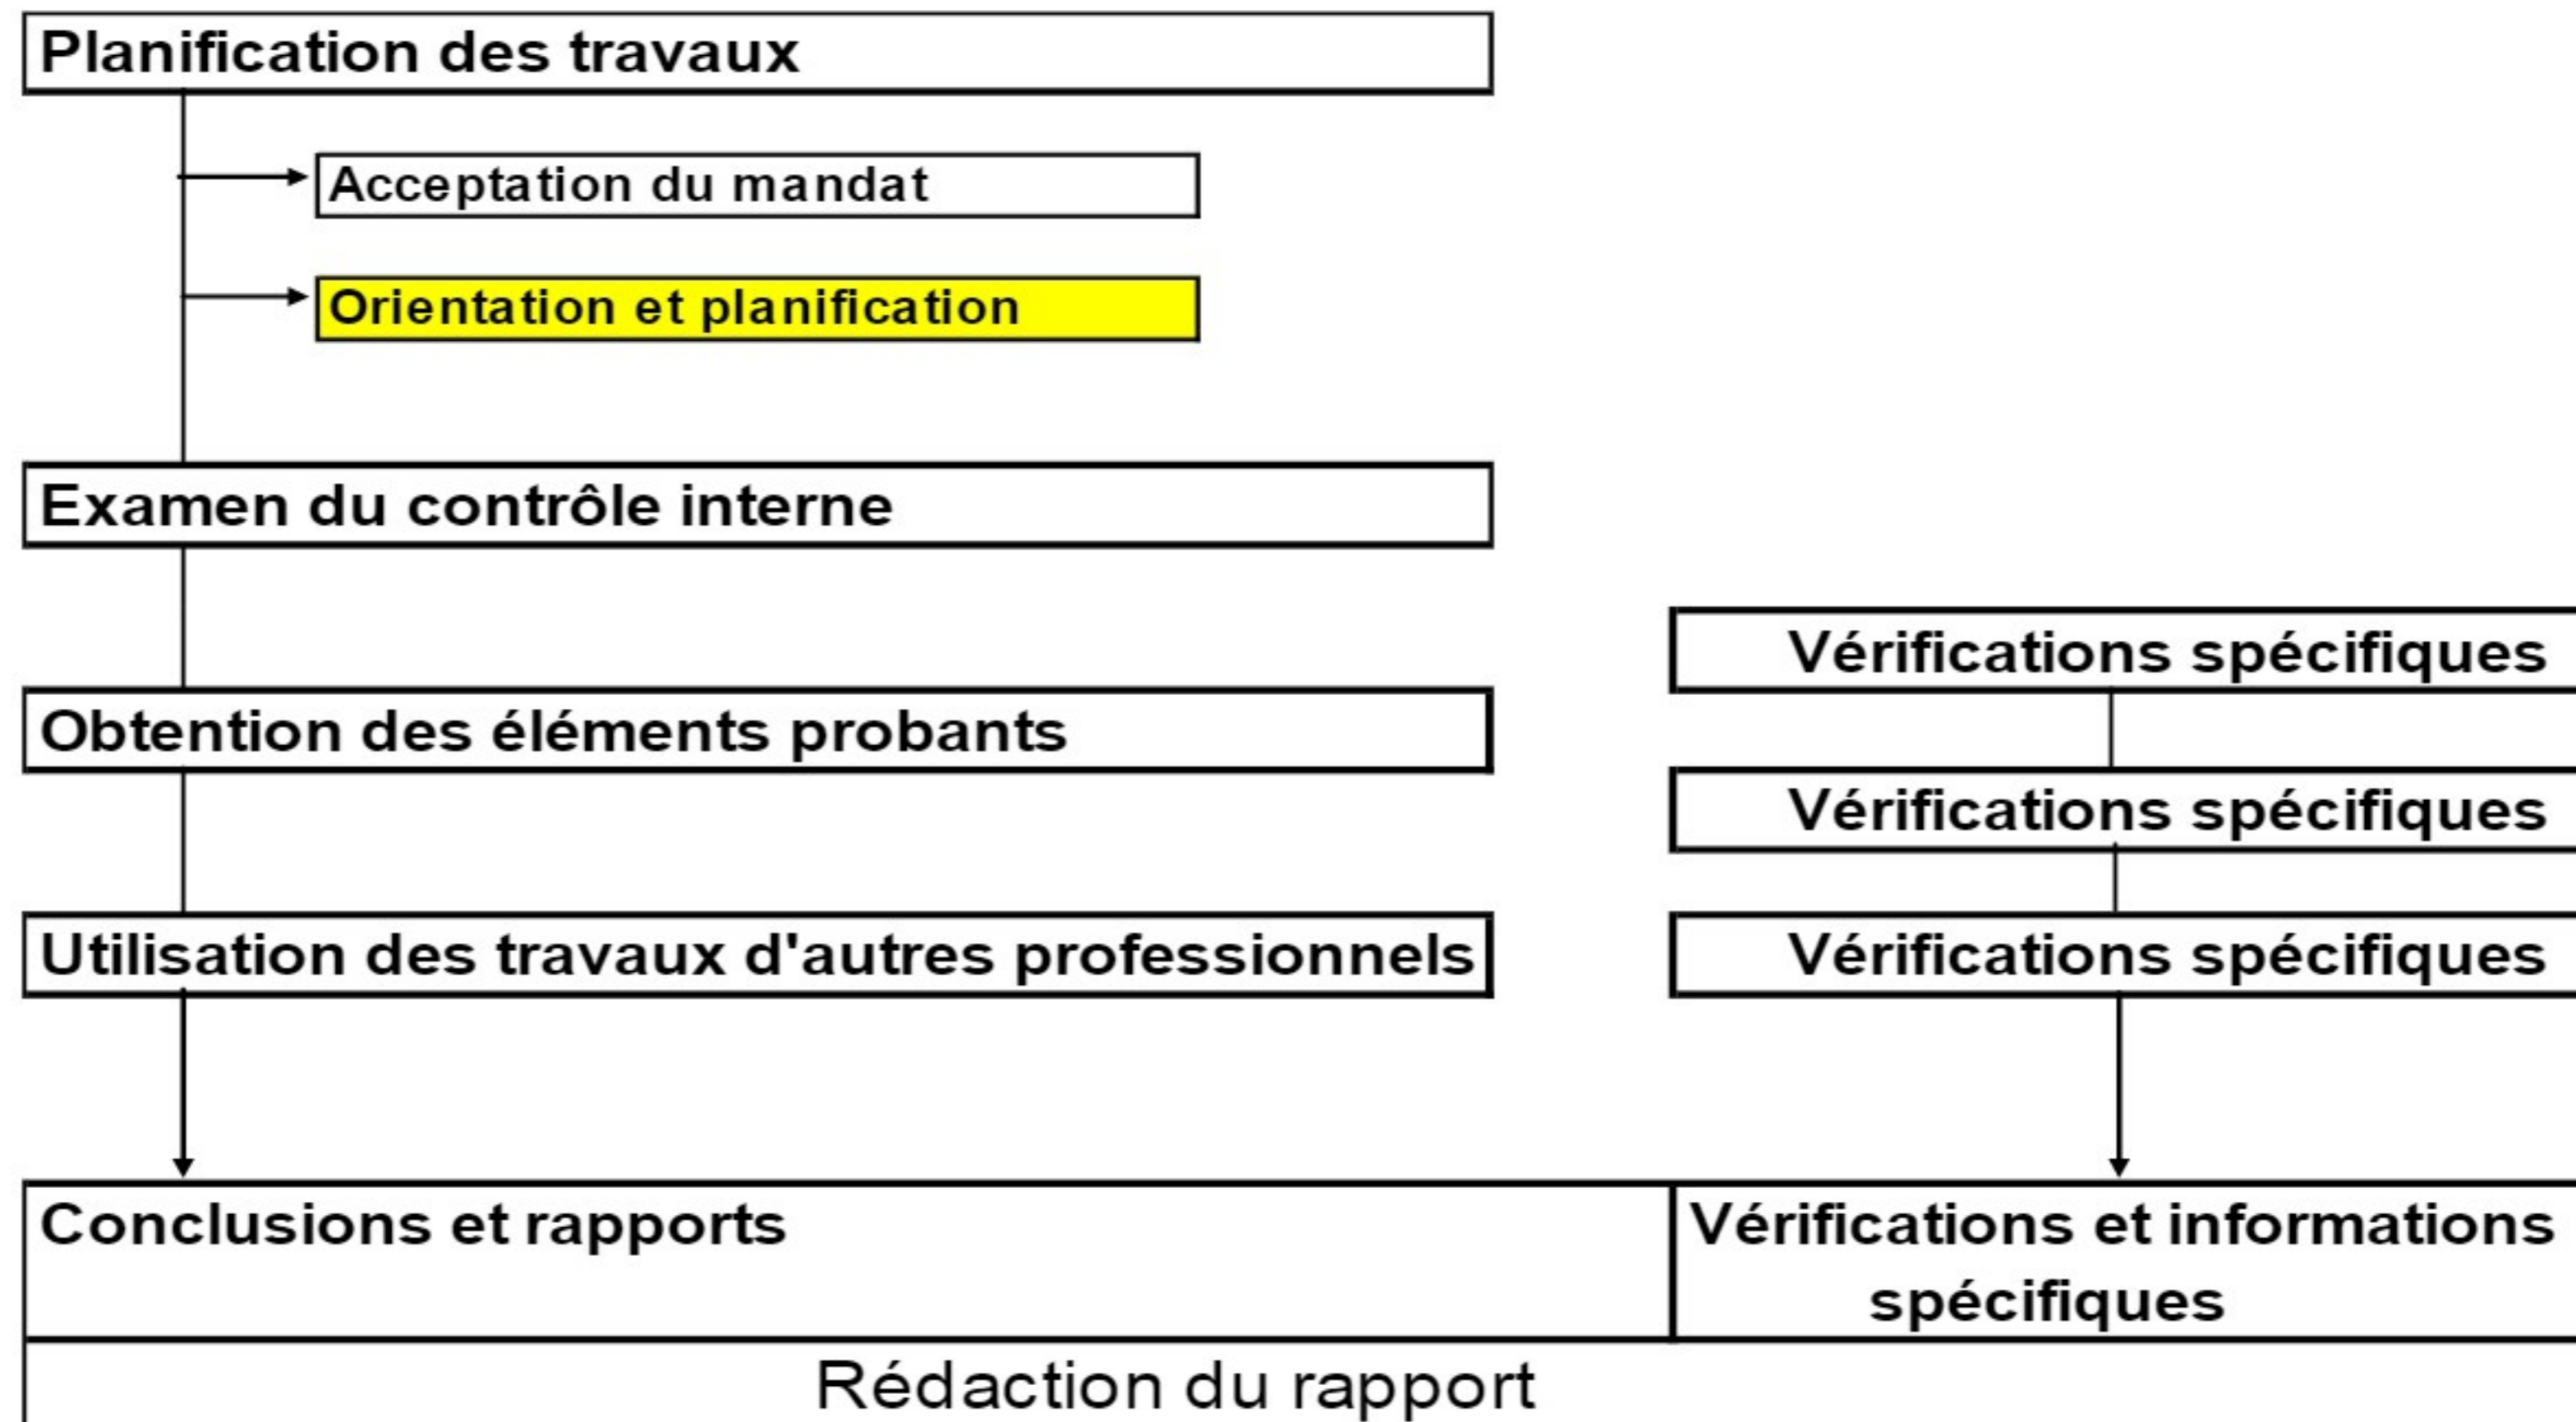 Planification des travaux
Acceptation du mandat
Orientation et planification
Examen du contrôle interne
Vérifications spécifiques
Obtention des éléments probants
Vérifications spécifiques
Utilisation des travaux d'autres professionnels
Vérifications spécifiques
Conclusions et rapports
Vérifications et informations
spécifiques
Rédaction du rapport